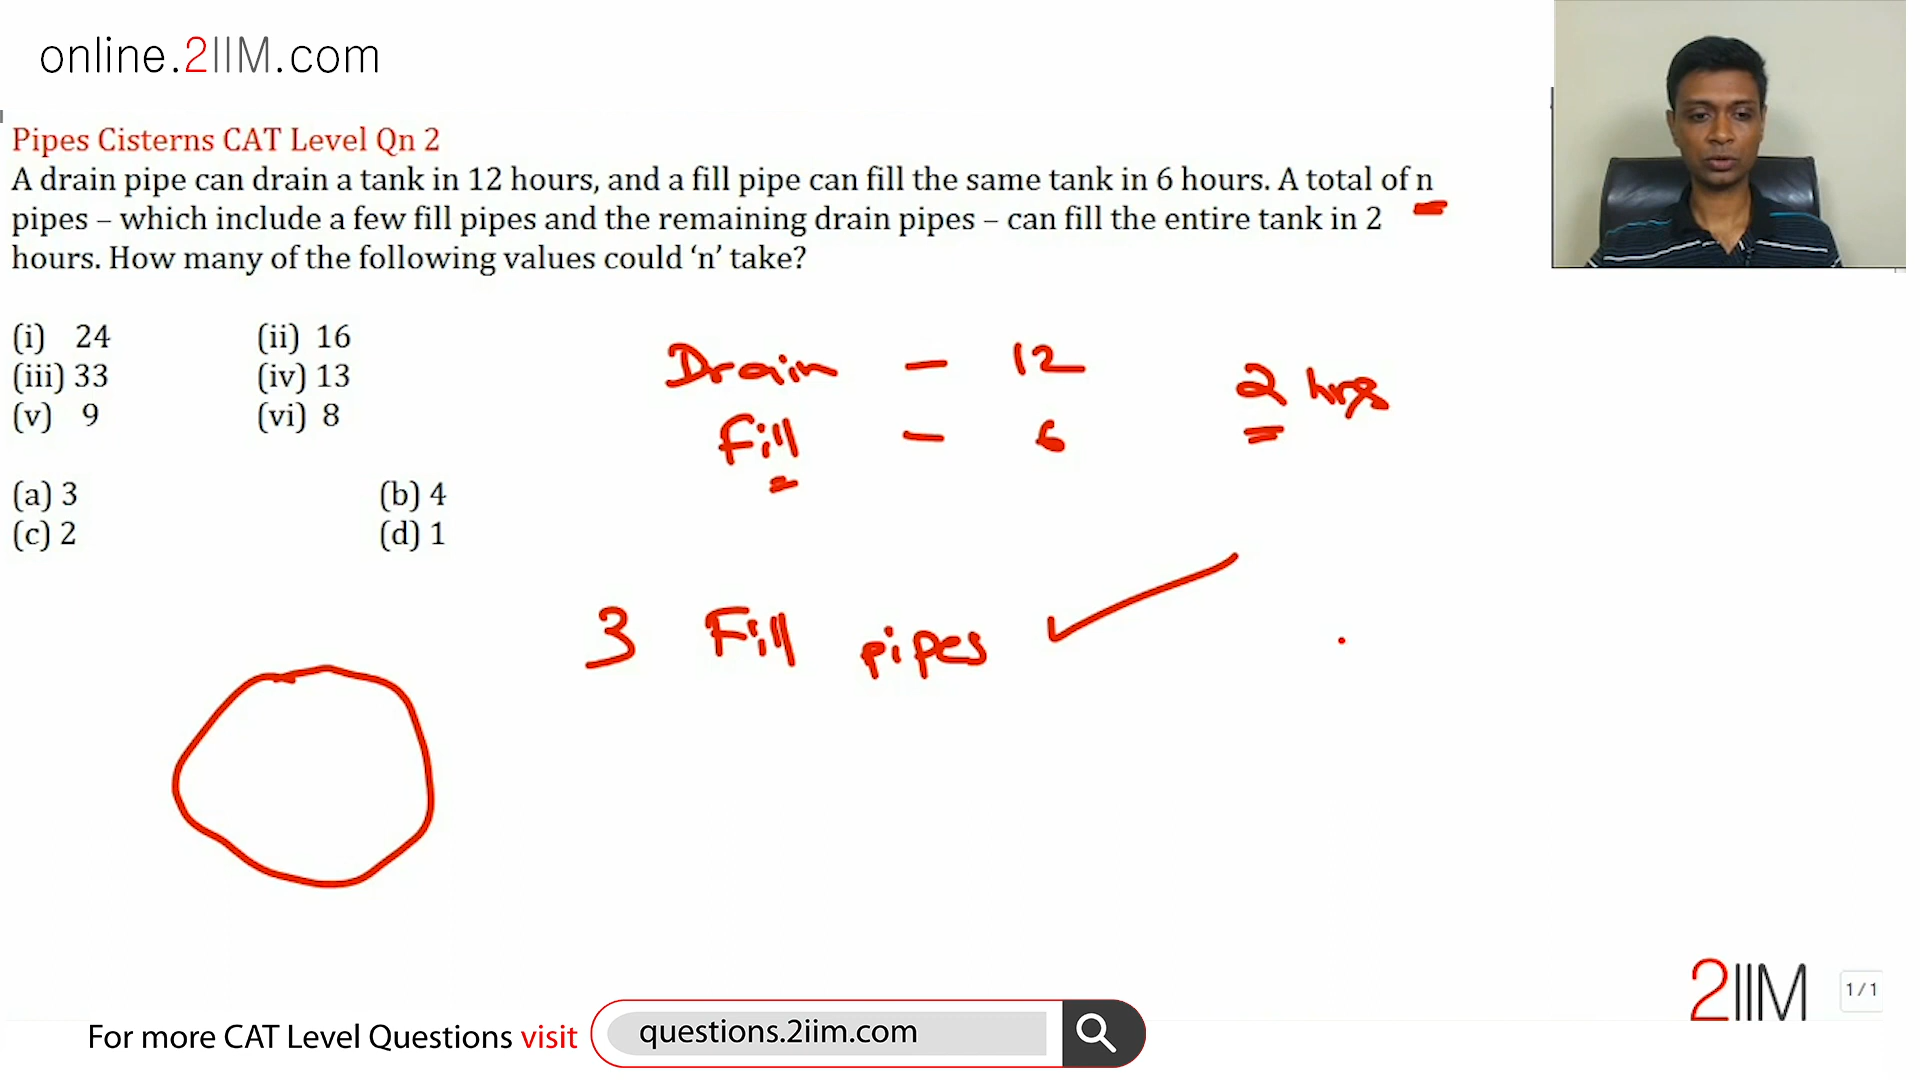 online.2IIM.com
Pipes Cisterns CAT Level Qn 2
A drain pipe can drain a tank in 12 hours, and a fill pipe can fill the same tank in 6 hours. A total of n
pipes – which include a few fill pipes and the remaining drain pipes – can fill the entire tank in 2
hours. How many of the following values could ‘n’ take?
(i) 24 (ii) 16
(iii) 33 (iv) 13
(v) 9 (vi) 8
(a) 3 (b) 4
(c) 2 (d) 1
Drain – 12
Fill – 6
2 hrs
3 Fill pipes ✓
2IIM
1/1
For more CAT Level Questions visit questions.2iim.com